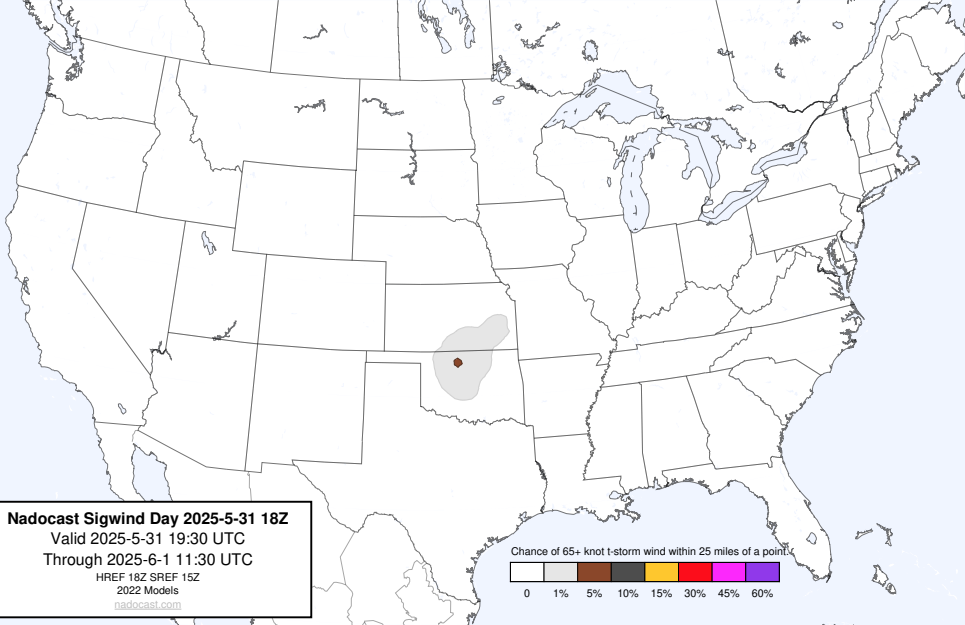 Nadocast Sigwind Day 2025-5-31 18Z
Valid 2025-5-31 19:30 UTC
Through 2025-6-1 11:30 UTC
HREF 18Z SREF 15Z
2022 Models
nadocast.com
Chance of 65+ knot t-storm wind within 25 miles of a point.
0 1% 5% 10% 15% 30% 45% 60%